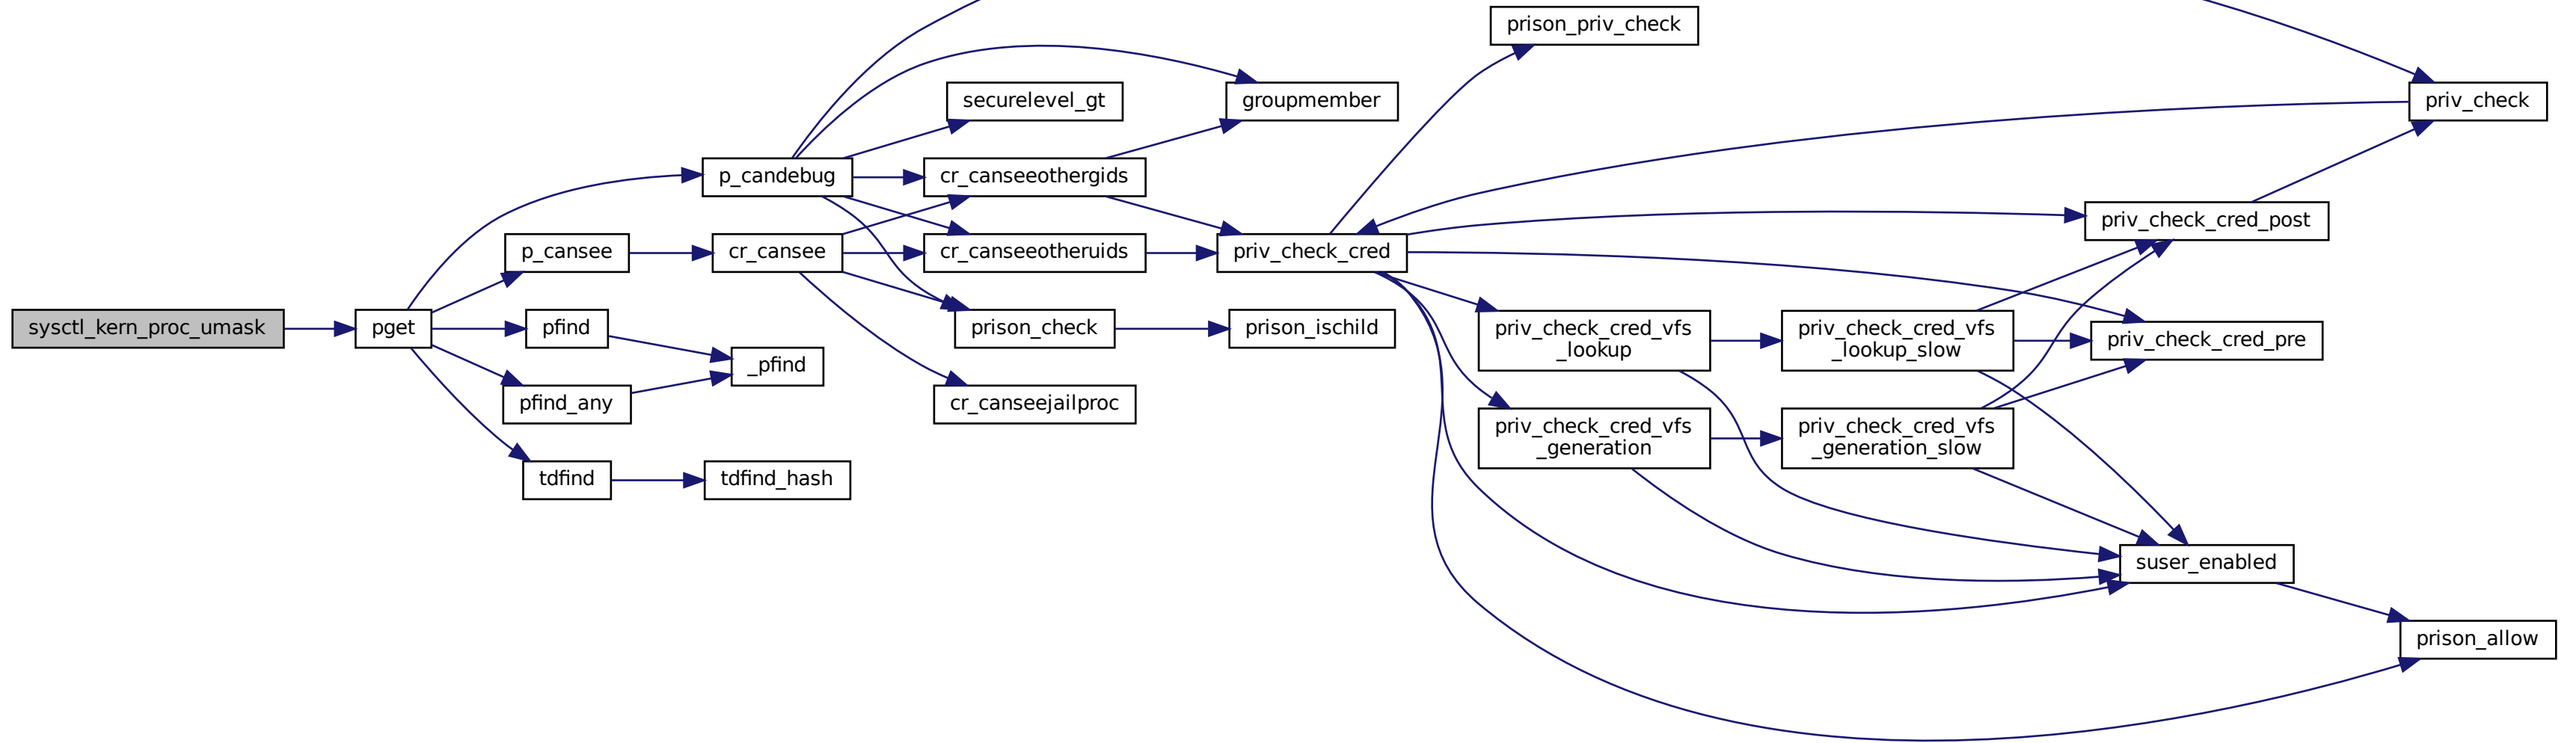 prison_priv_check
securelevel_gt
groupmember
priv_check
p_candebug
cr_canseeothergids
priv_check_cred_post
p_cansee
cr_cansee
cr_canseeotheruids
priv_check_cred
sysctl_kern_proc_umask
pget
pfind
prison_check
prison_ischild
priv_check_cred_vfs
_lookup
priv_check_cred_vfs
_lookup_slow
priv_check_cred_pre
_pfind
pfind_any
cr_canseejailproc
priv_check_cred_vfs
_generation
priv_check_cred_vfs
_generation_slow
tdfind
tdfind_hash
suser_enabled
prison_allow